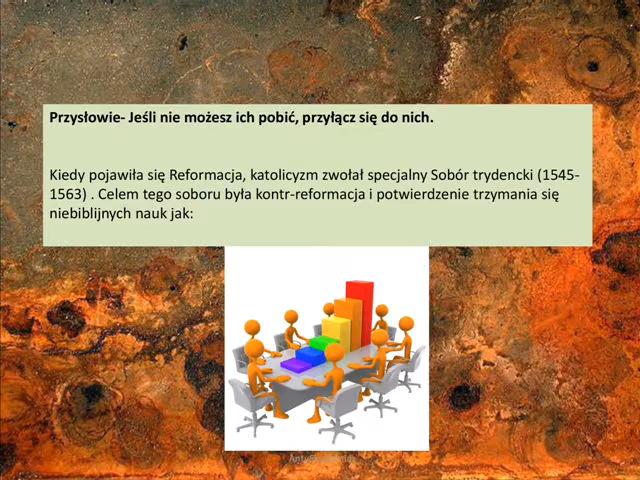 Przysłowie- Jeśli nie możesz ich pobić, przyłącz się do nich.
Kiedy pojawiła się Reformacja, katolicyzm zwołał specjalny Sobór trydencki (1545-
1563) . Celem tego soboru była kontr-reformacja i potwierdzenie trzymania się
niebiblijnych nauk jak: